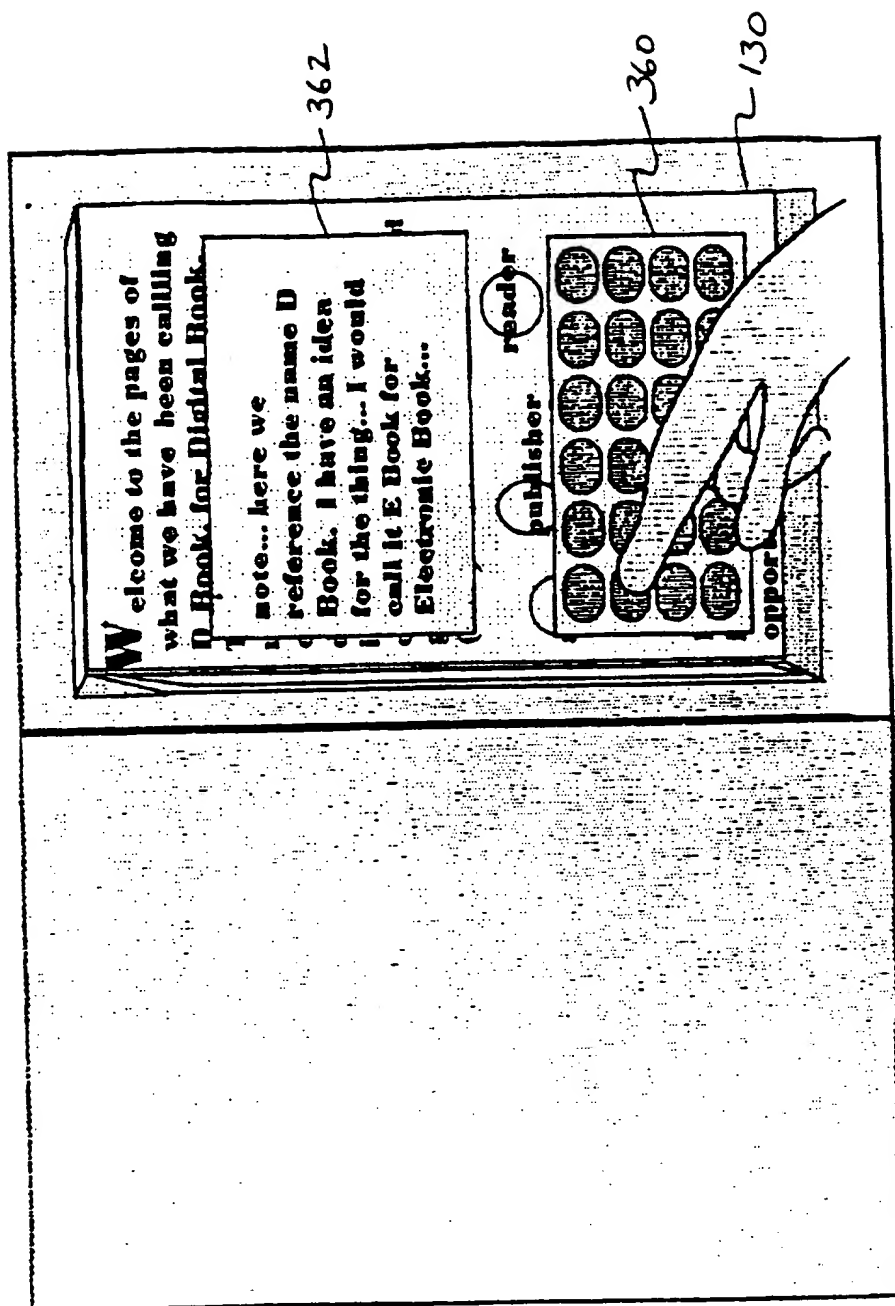 Welcome to the pages of
what we have been callling
D Book, for Digital Book.
note... here we
reference the name D
Book. I have an idea
for the thing... I would
call it E Book for
Electronic Book...
publisher
reader
362
360
130